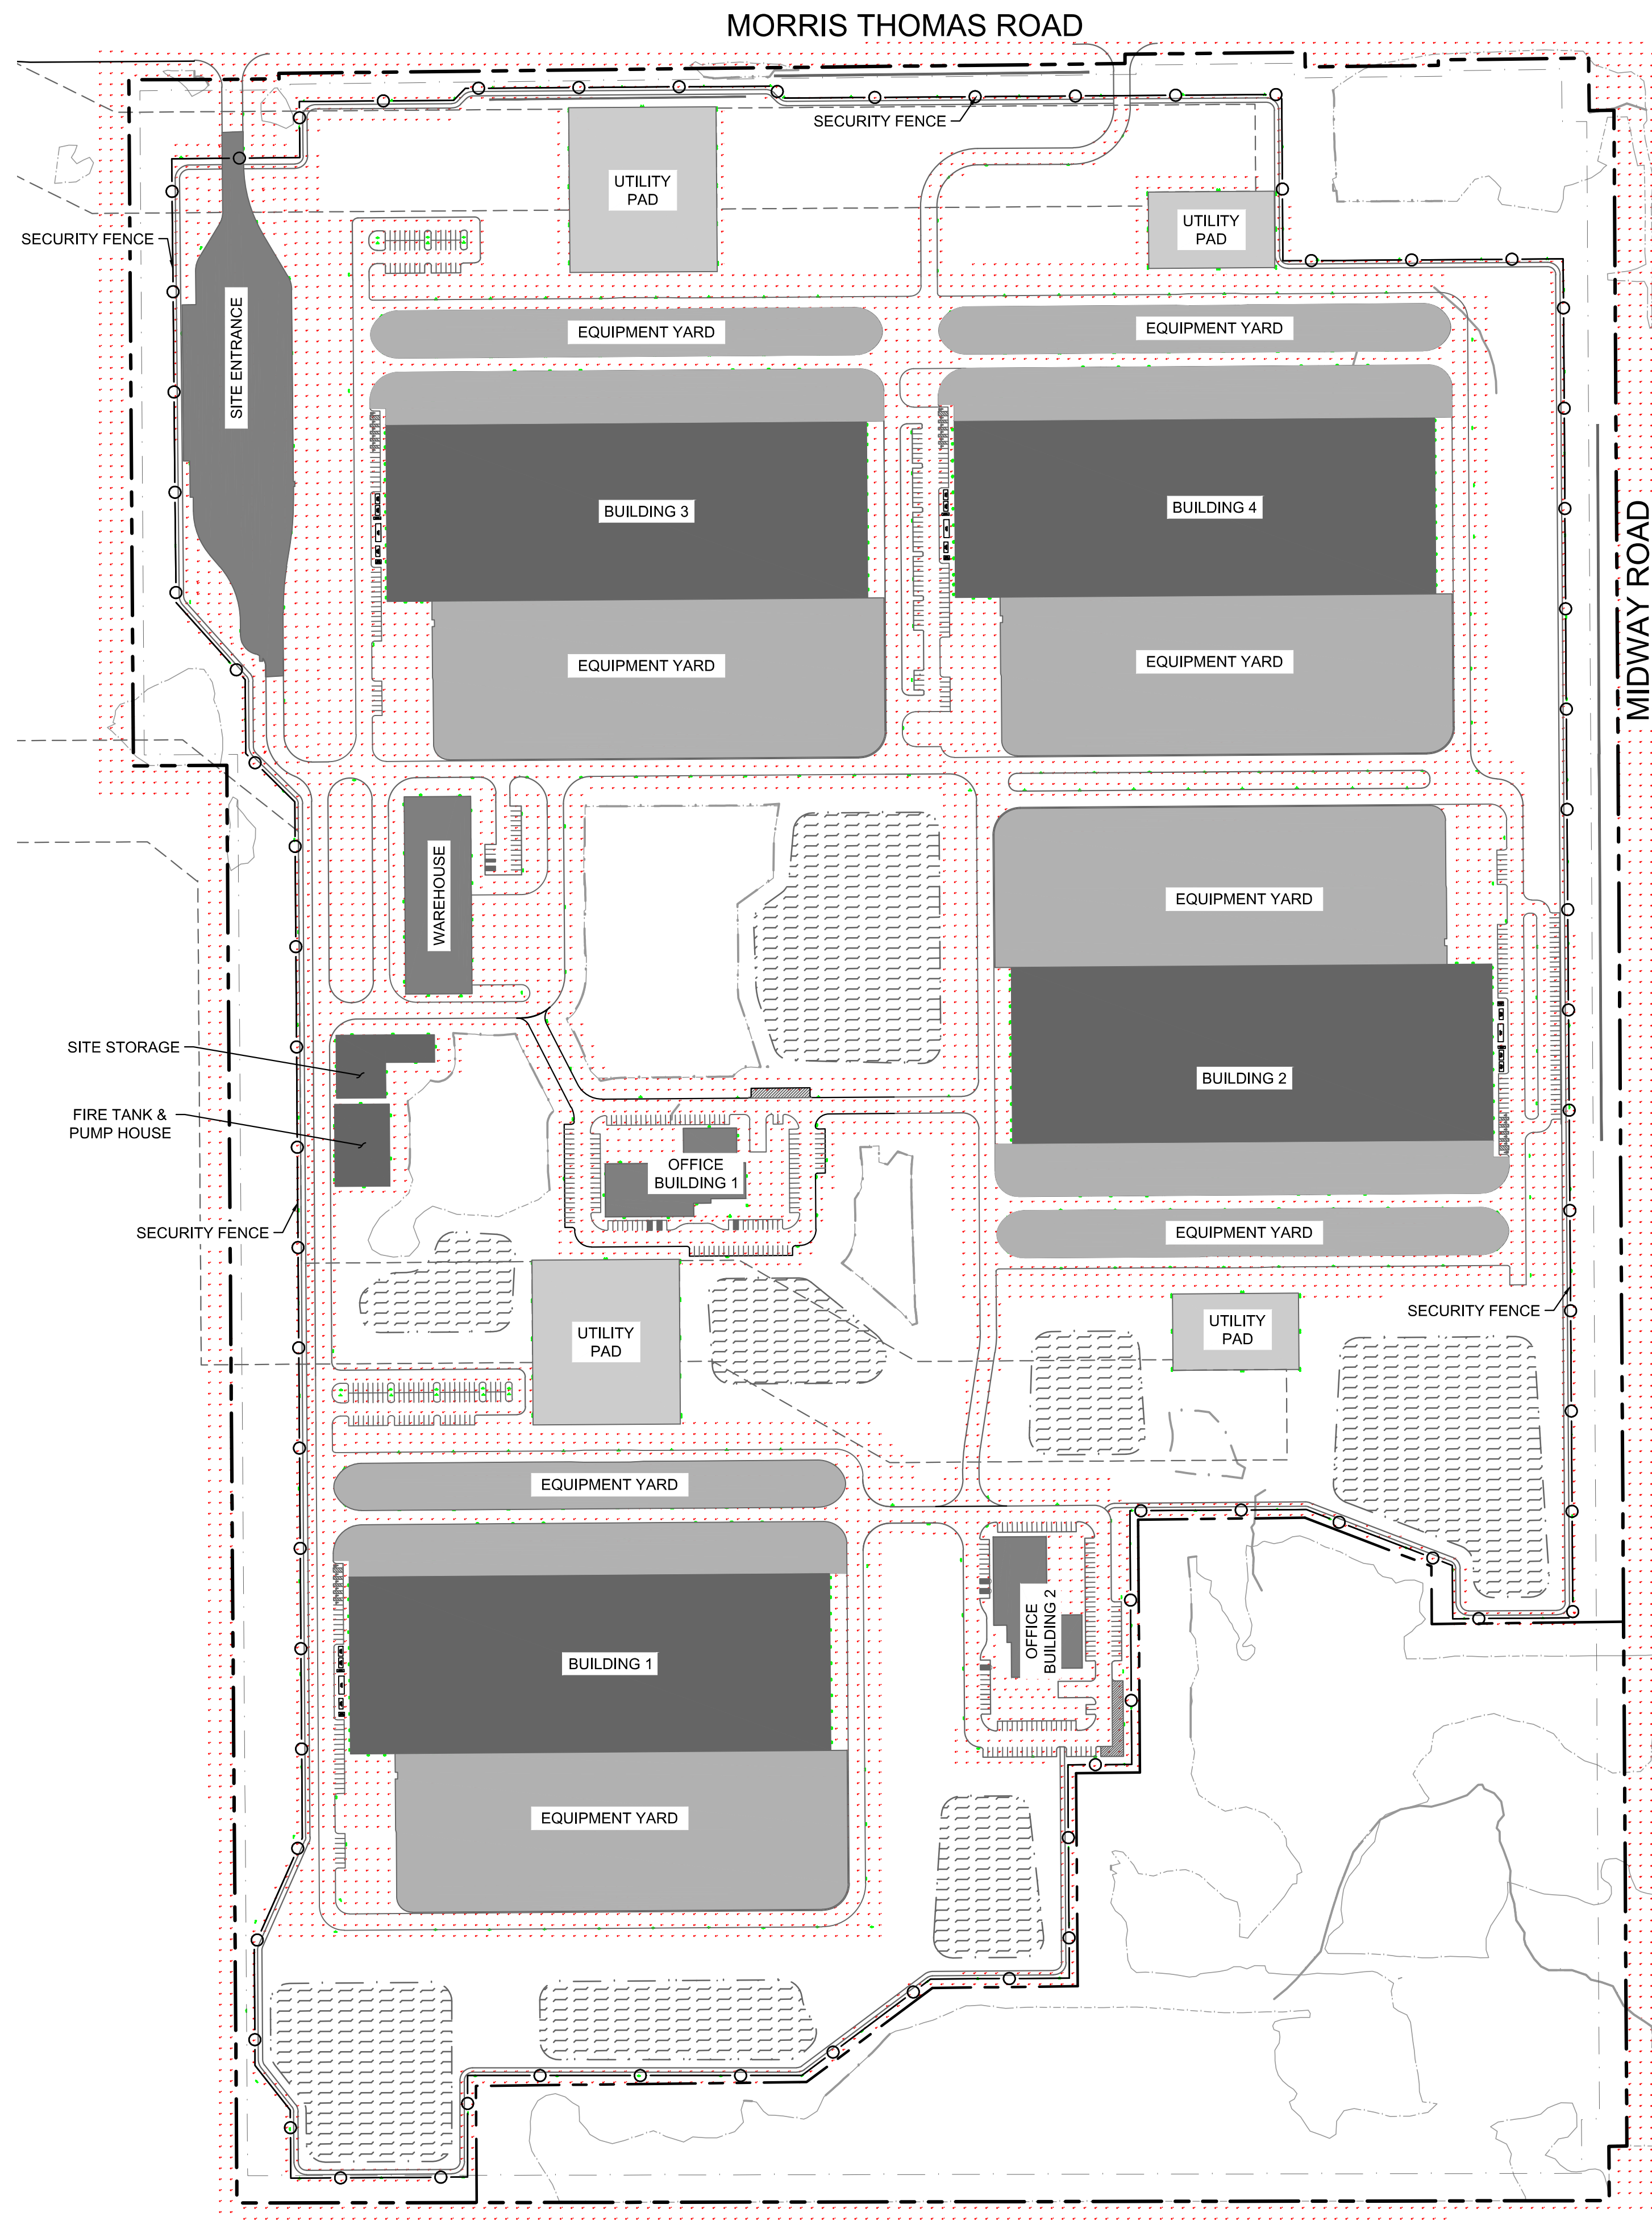 MORRIS THOMAS ROAD
SECURITY FENCE
UTILITY
PAD
UTILITY
PAD
SECURITY FENCE
SITE ENTRANCE
EQUIPMENT YARD
EQUIPMENT YARD
BUILDING 3
BUILDING 4
MIDWAY ROAD
EQUIPMENT YARD
EQUIPMENT YARD
WAREHOUSE
EQUIPMENT YARD
SITE STORAGE
BUILDING 2
FIRE TANK &
PUMP HOUSE
OFFICE
BUILDING 1
SECURITY FENCE
EQUIPMENT YARD
SECURITY FENCE
UTILITY
PAD
UTILITY
PAD
EQUIPMENT YARD
OFFICE
BUILDING 2
BUILDING 1
EQUIPMENT YARD